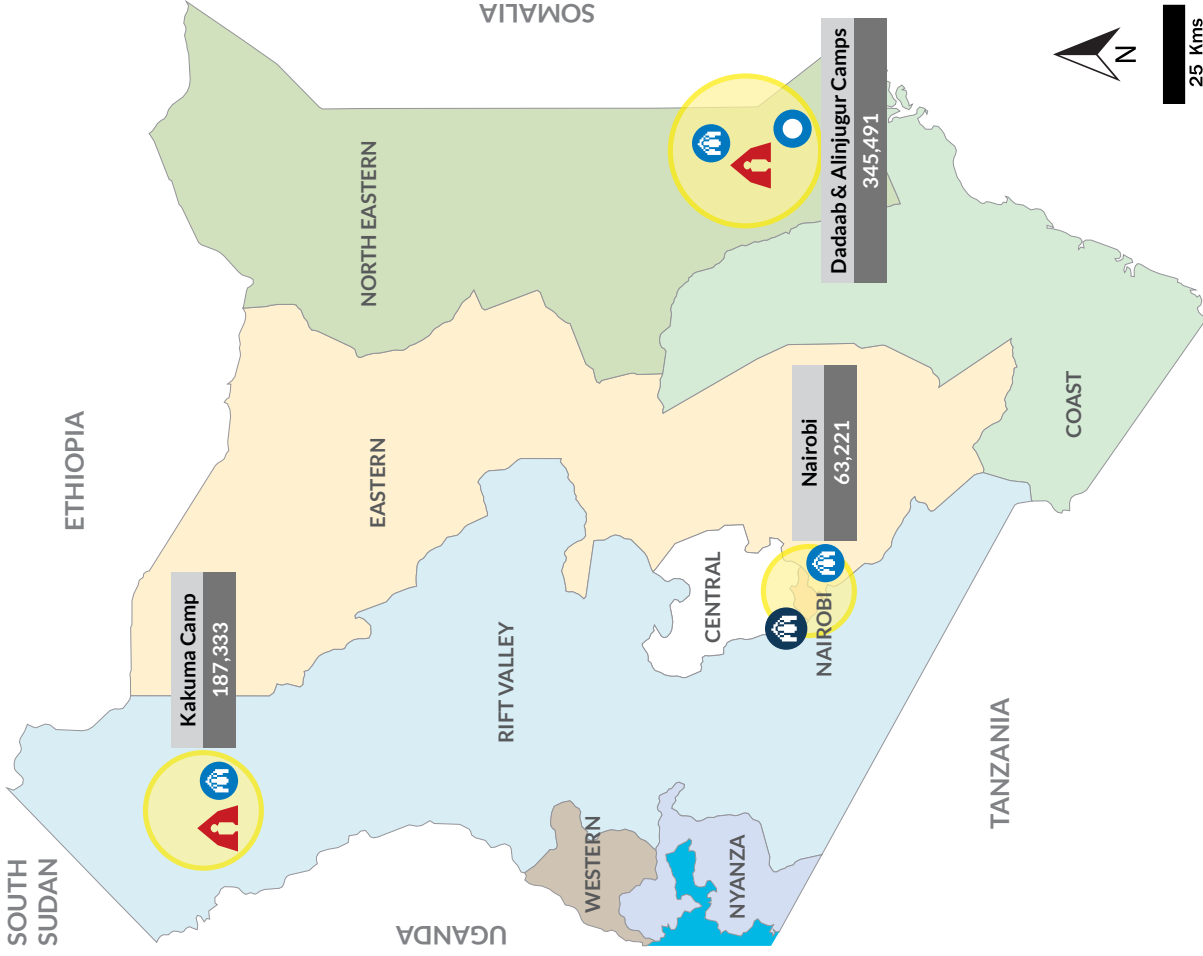 SOUTH
SUDAN
ETHIOPIA
SOMALIA
UGANDA
TANZANIA
Kakuma Camp
187,333
NORTH EASTERN
EASTERN
RIFT VALLEY
WESTERN
NYANZA
CENTRAL
NAIROBI
Nairobi
63,221
Dadaab & Alinjugur Camps
345,491
COAST
N
25 Kms